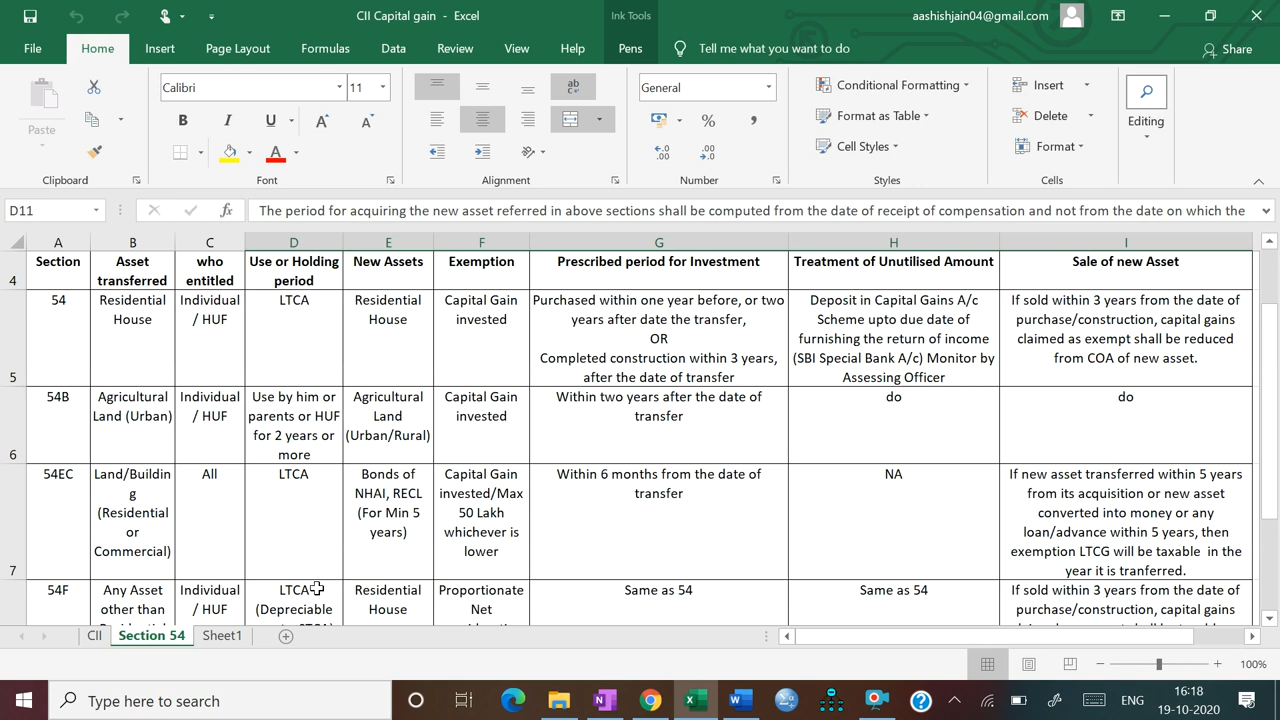 CII Capital gain - Excel
Ink Tools
aashishjain04@gmail.com
File Home Insert Page Layout Formulas Data Review View Help Pens Tell me what you want to do Share
Paste
Calibri 11
B I U A A
A
ab
c
General
% ,
←.0 .00
.00 →.0
Conditional Formatting
Format as Table
Cell Styles
Insert
Delete
Format
Editing
Clipboard Font Alignment Number Styles Cells
D11 fx The period for acquiring the new asset referred in above sections shall be computed from the date of receipt of compensation and not from the date on which the
A B C D E F G H I
4
Section
Asset
transferred
who
entitled
Use or Holding
period
New Assets
Exemption
Prescribed period for Investment
Treatment of Unutilised Amount
Sale of new Asset
5
54
Residential
House
Individual
/ HUF
LTCA
Residential
House
Capital Gain
invested
Purchased within one year before, or two
years after date the transfer,
OR
Completed construction within 3 years,
after the date of transfer
Deposit in Capital Gains A/c
Scheme upto due date of
furnishing the return of income
(SBI Special Bank A/c) Monitor by
Assessing Officer
If sold within 3 years from the date of
purchase/construction, capital gains
claimed as exempt shall be reduced
from COA of new asset.
6
54B
Agricultural
Land (Urban)
Individual
/ HUF
Use by him or
parents or HUF
for 2 years or
more
Agricultural
Land
(Urban/Rural)
Capital Gain
invested
Within two years after the date of
transfer
do
do
7
54EC
Land/Buildin
g
(Residential
or
Commercial)
All
LTCA
Bonds of
NHAI, RECL
(For Min 5
years)
Capital Gain
invested/Max
50 Lakh
whichever is
lower
Within 6 months from the date of
transfer
NA
If new asset transferred within 5 years
from its acquisition or new asset
converted into money or any
loan/advance within 5 years, then
exemption LTCG will be taxable in the
year it is tranferred.
54F
Any Asset
other than
Individual
/ HUF
LTCA
(Depreciable
Residential
House
Proportionate
Net
Same as 54
Same as 54
If sold within 3 years from the date of
purchase/construction, capital gains
CII Section 54 Sheet1
100%
Type here to search
ENG
16:18
19-10-2020